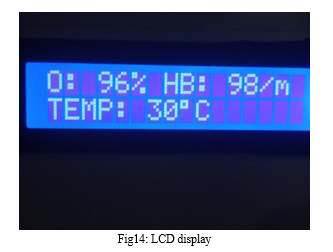 O: 96% HB: 98/m
TEMP: 30°C
Fig14: LCD display